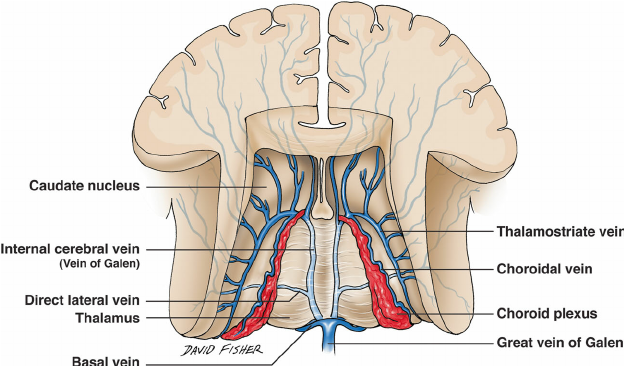 Caudate nucleus
Internal cerebral vein
(Vein of Galen)
Direct lateral vein
Thalamus
Basal vein
Thalamostriate vein
Choroidal vein
Choroid plexus
Great vein of Galen
DAVID FISHER